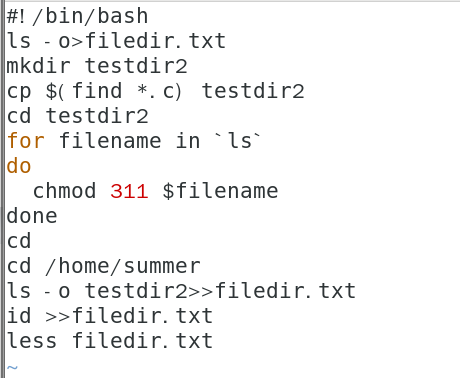 #!/bin/bash
ls -o>filedir.txt
mkdir testdir2
cp $(find *.c) testdir2
cd testdir2
for filename in `ls`
do
  chmod 311 $filename
done
cd
cd /home/summer
ls -o testdir2>>filedir.txt
id >>filedir.txt
less filedir.txt
~